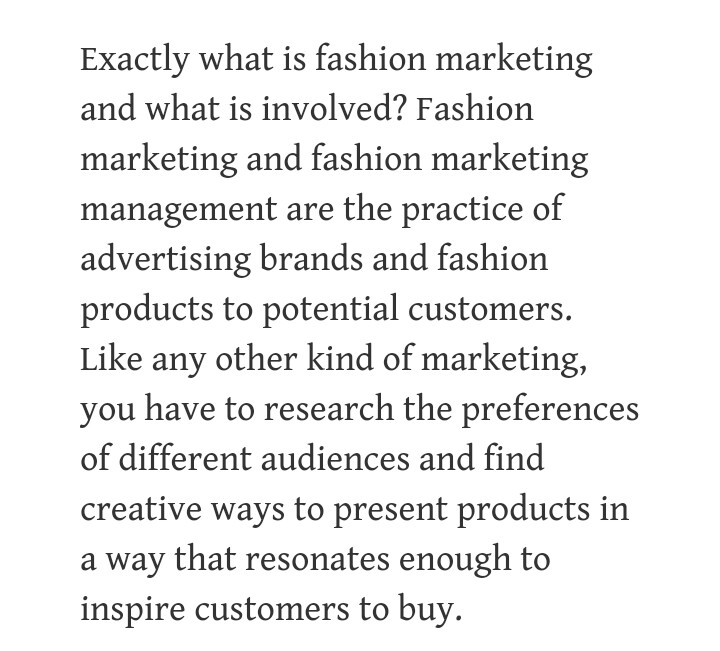 Exactly what is fashion marketing
and what is involved? Fashion
marketing and fashion marketing
management are the practice of
advertising brands and fashion
products to potential customers.
Like any other kind of marketing,
you have to research the preferences
of different audiences and find
creative ways to present products in
a way that resonates enough to
inspire customers to buy.